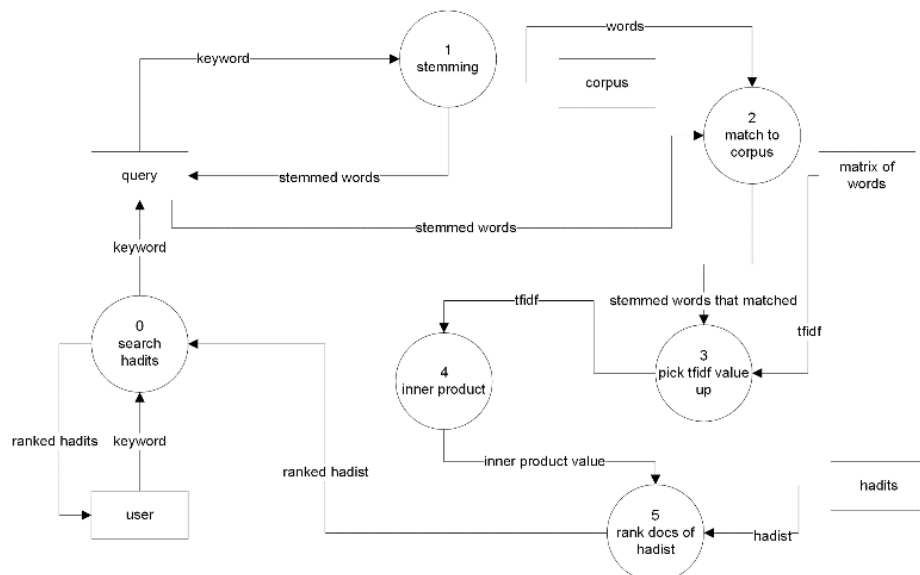 words
1
stemming
keyword
corpus
2
match to
corpus
matrix of
words
query
stemmed words
stemmed words
keyword
tfidf
stemmed words that matched
tfidf
0
search
hadits
3
pick tfidf value
up
4
inner product
ranked hadits
keyword
ranked hadist
inner product value
hadits
user
5
rank docs of
hadist
hadist